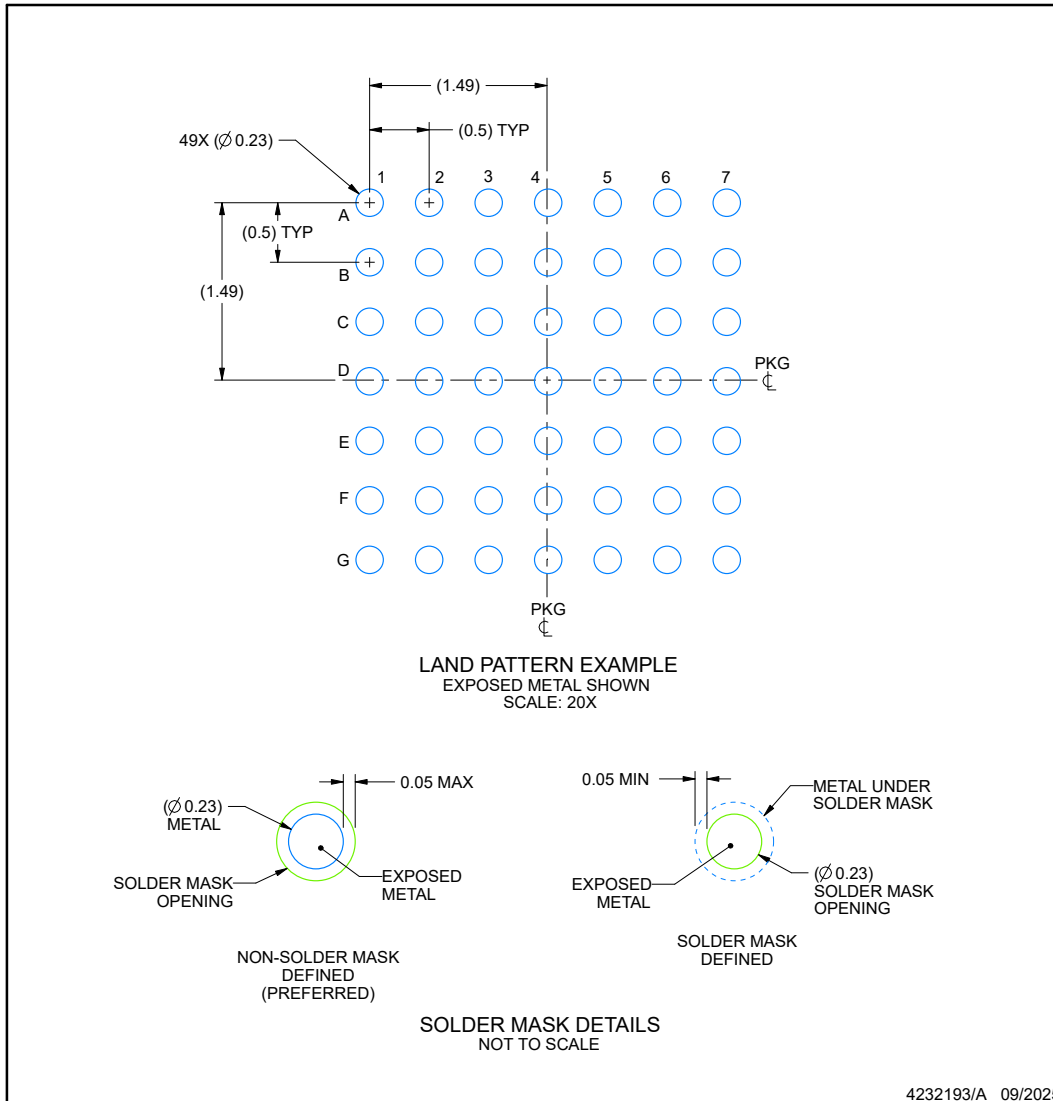 (1.49)
(0.5) TYP
49X (∅ 0.23)
1 2 3 4 5 6 7
A
(0.5) TYP
B
(1.49)
C
D
PKG
℄
E
F
G
PKG
℄
LAND PATTERN EXAMPLE
EXPOSED METAL SHOWN
SCALE: 20X
0.05 MAX
(∅ 0.23)
METAL
EXPOSED
METAL
SOLDER MASK
OPENING
NON-SOLDER MASK
DEFINED
(PREFERRED)
0.05 MIN
METAL UNDER
SOLDER MASK
EXPOSED
METAL
(∅ 0.23)
SOLDER MASK
OPENING
SOLDER MASK
DEFINED
SOLDER MASK DETAILS
NOT TO SCALE
4232193/A 09/2025